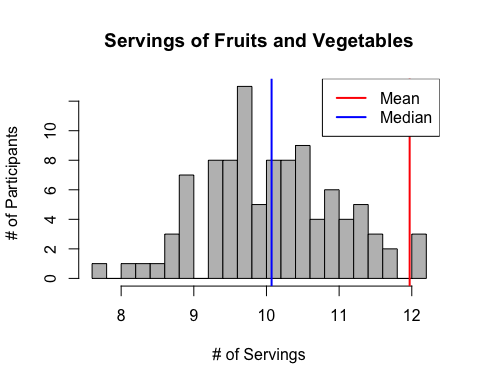 Servings of Fruits and Vegetables
Mean
Median
# of Participants
0 2 4 6 8 10
8 9 10 11 12
# of Servings